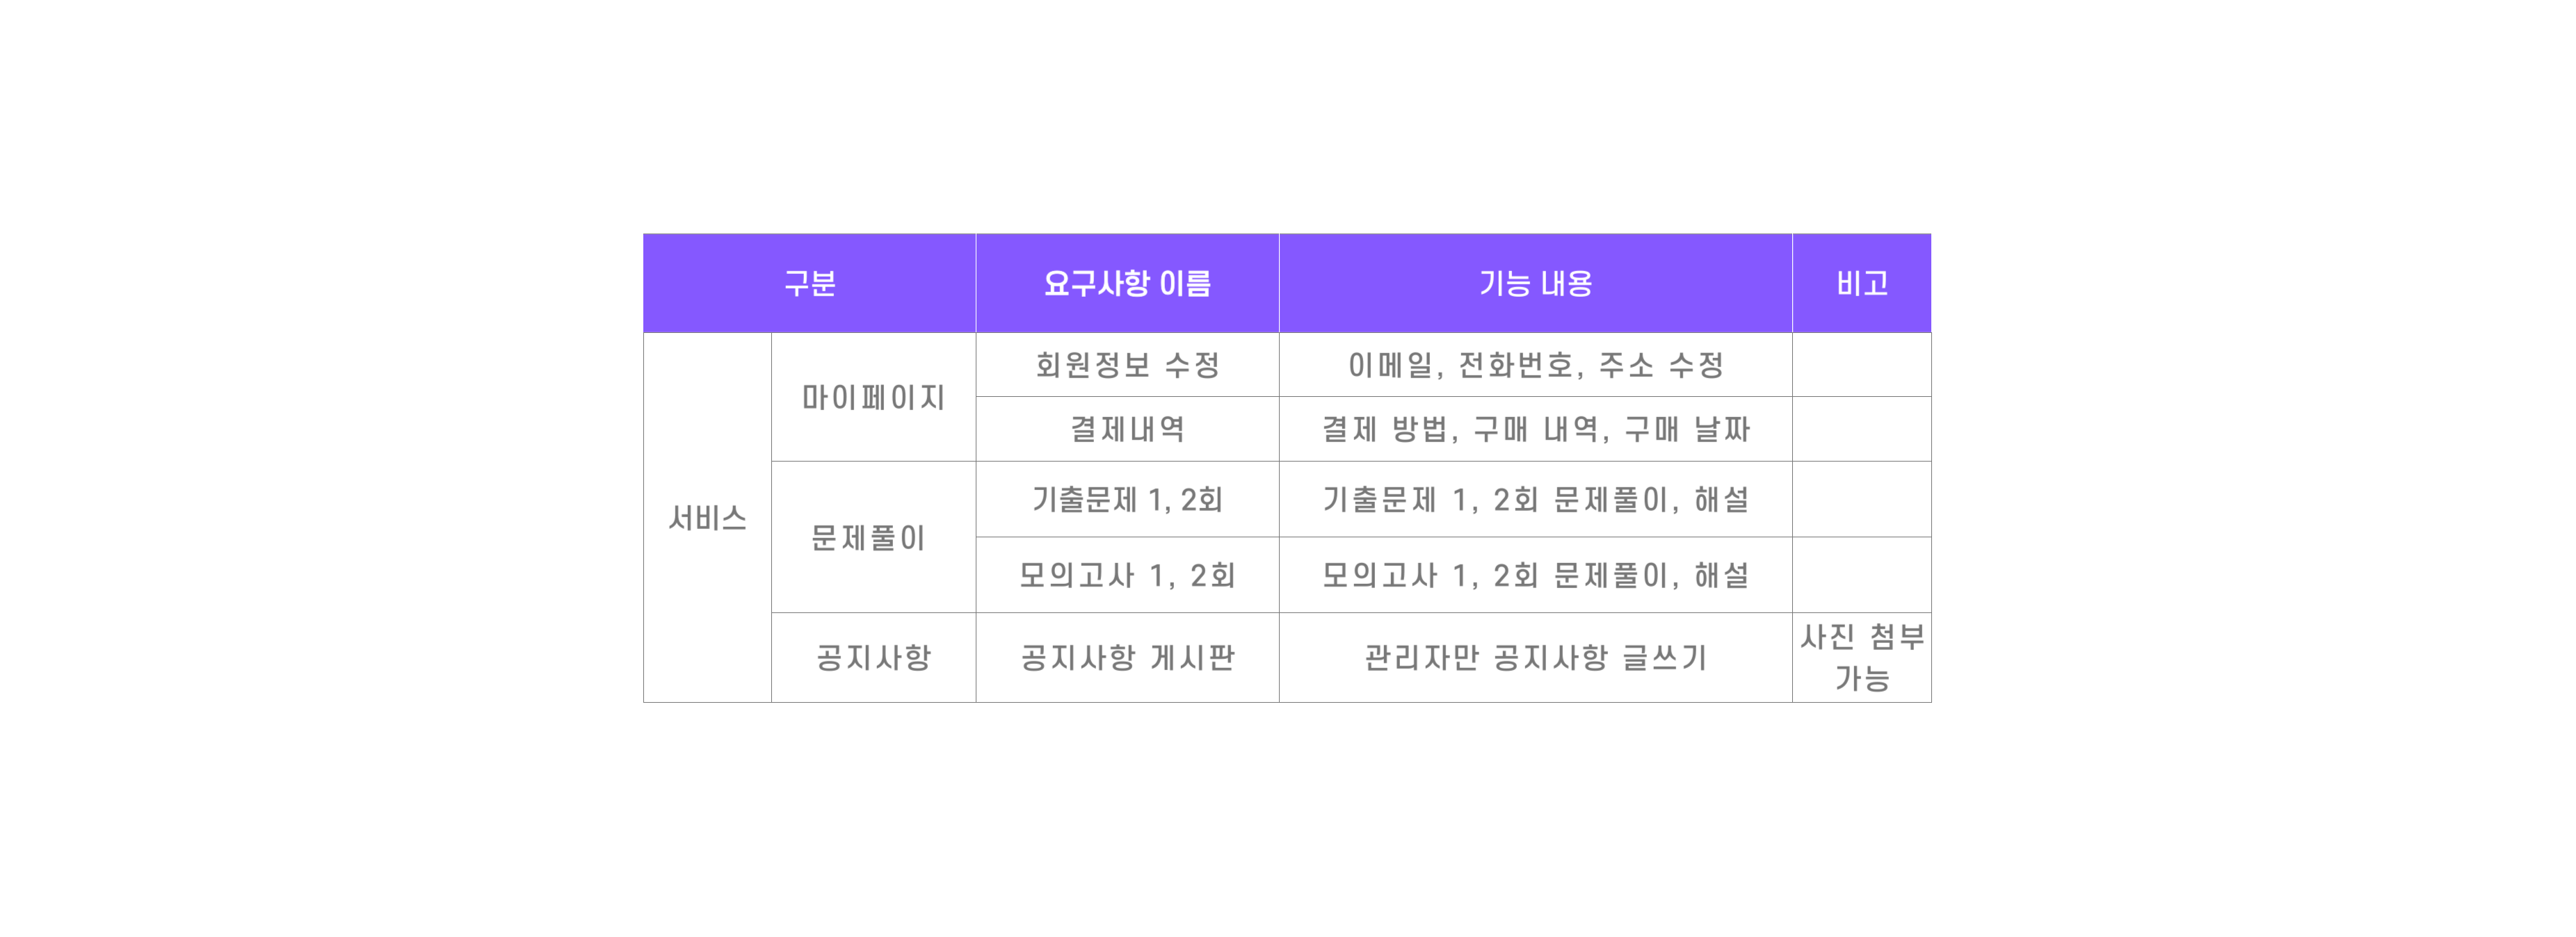 구분 요구사항 이름 기능 내용 비고
서비스
마이페이지
회원정보 수정 이메일, 전화번호, 주소 수정
결제내역 결제 방법, 구매 내역, 구매 날짜
문제풀이
기출문제 1, 2회 기출문제 1, 2회 문제풀이, 해설
모의고사 1, 2회 모의고사 1, 2회 문제풀이, 해설
공지사항 공지사항 게시판 관리자만 공지사항 글쓰기 사진 첨부
가능